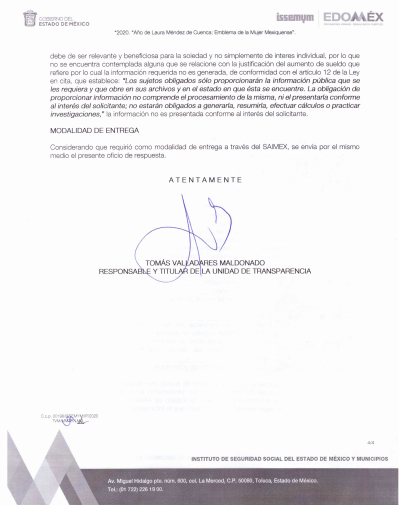 GOBIERNO DEL
ESTADO DE MÉXICO
issemym
EDOMÉX
"2020. "Año de Laura Méndez de Cuenca; Emblema de la Mujer Mexiquense".
debe de ser relevante y beneficiosa para la soledad y no simplemente de interes individual, por lo que
no se encuentra contemplada alguna que se relacione con la justificación del aumento de sueldo que
refiere por lo cual la información requerida no es generada, de conformidad con el artículo 12 de la Ley
en cita, que establece: "Los sujetos obligados sólo proporcionarán la información pública que se
les requiera y que obre en sus archivos y en el estado en que ésta se encuentre. La obligación de
proporcionar información no comprende el procesamiento de la misma, ni el presentarla conforme
al interés del solicitante; no estarán obligados a generarla, resumirla, efectuar cálculos o practicar
investigaciones," la información no es presentada conforme al interés del solicitante.
MODALIDAD DE ENTREGA
Considerando que requirió como modalidad de entrega a través del SAIMEX, se envía por el mismo
medio el presente oficio de respuesta.
A T E N T A M E N T E
TOMÁS VALLADARES MALDONADO
RESPONSABLE Y TITULAR DE LA UNIDAD DE TRANSPARENCIA
4/4
INSTITUTO DE SEGURIDAD SOCIAL DEL ESTADO DE MÉXICO Y MUNICIPIOS
Av. Miguel Hidalgo pte. núm. 600, col. La Merced, C.P. 50080, Toluca, Estado de México.
Tel.: (01 722) 226 19 00.